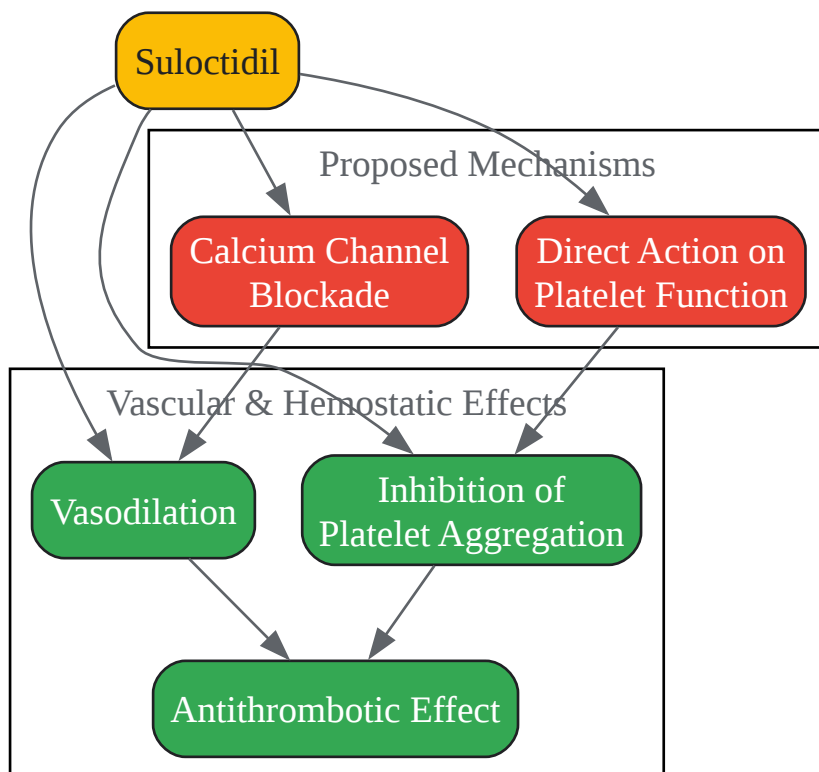 Suloctidil
Proposed Mechanisms
Calcium Channel
Blockade
Direct Action on
Platelet Function
Vascular & Hemostatic Effects
Vasodilation
Inhibition of
Platelet Aggregation
Antithrombotic Effect